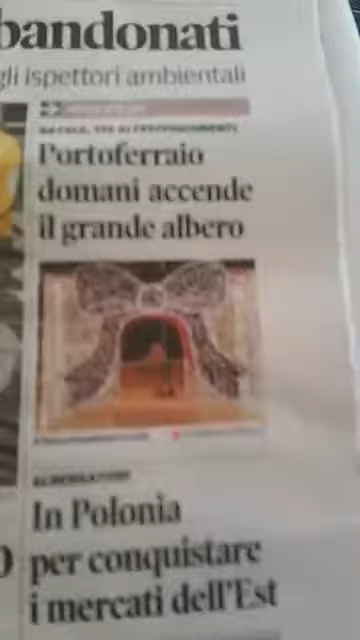 bandonati
gli ispettori ambientali
Portoferraio
domani accende
il grande albero
In Polonia
per conquistare
i mercati dell'Est